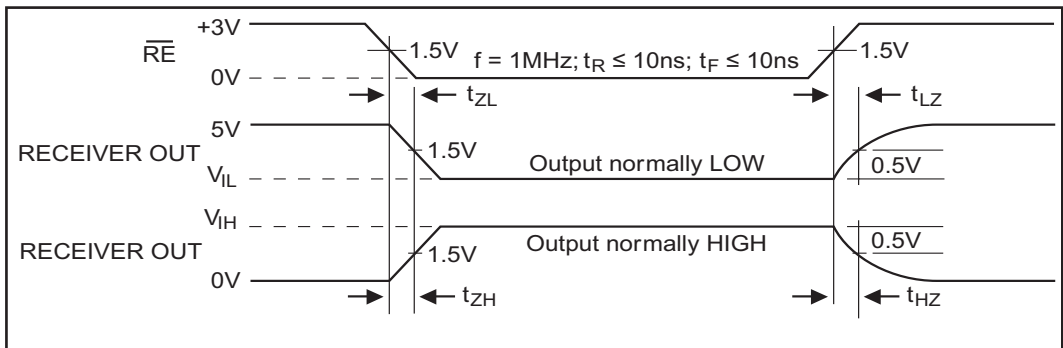 +3V
RE
1.5V
f = 1MHz; tR ≤ 10ns; tF ≤ 10ns
1.5V
0V
tZL
tLZ
5V
RECEIVER OUT
1.5V
Output normally LOW
0.5V
VIL
VIH
RECEIVER OUT
1.5V
Output normally HIGH
0.5V
0V
tZH
tHZ